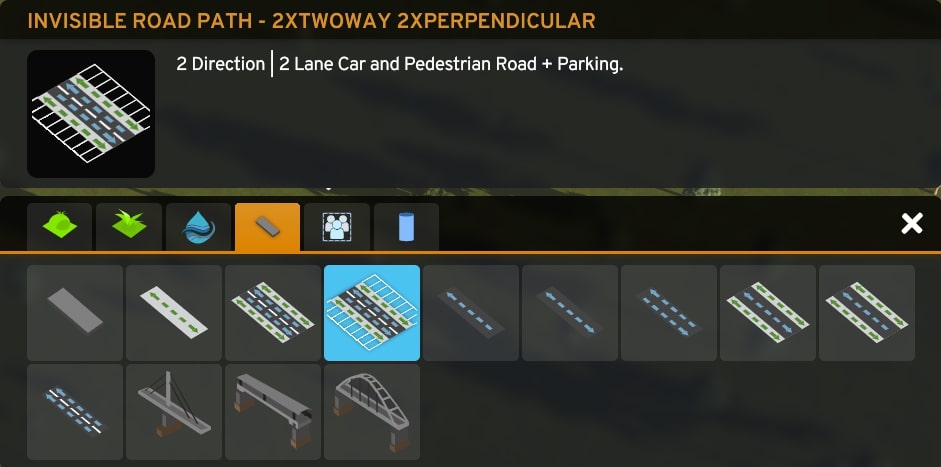 INVISIBLE ROAD PATH - 2XTWOWAY 2XPERPENDICULAR
2 Direction | 2 Lane Car and Pedestrian Road + Parking.